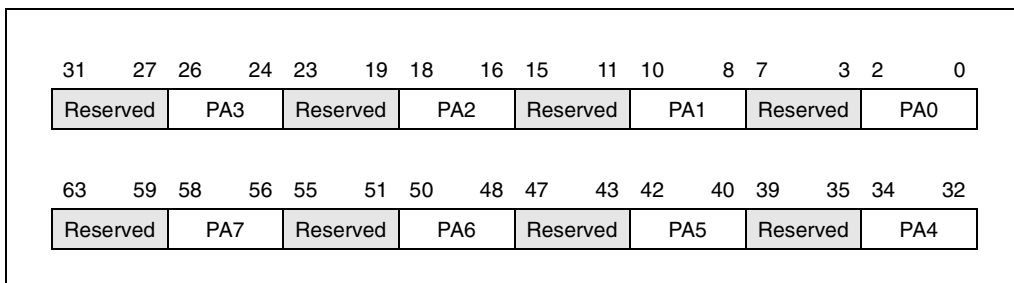 31 27 26 24 23 19 18 16 15 11 10 8 7 3 2 0
Reserved PA3 Reserved PA2 Reserved PA1 Reserved PA0
63 59 58 56 55 51 50 48 47 43 42 40 39 35 34 32
Reserved PA7 Reserved PA6 Reserved PA5 Reserved PA4